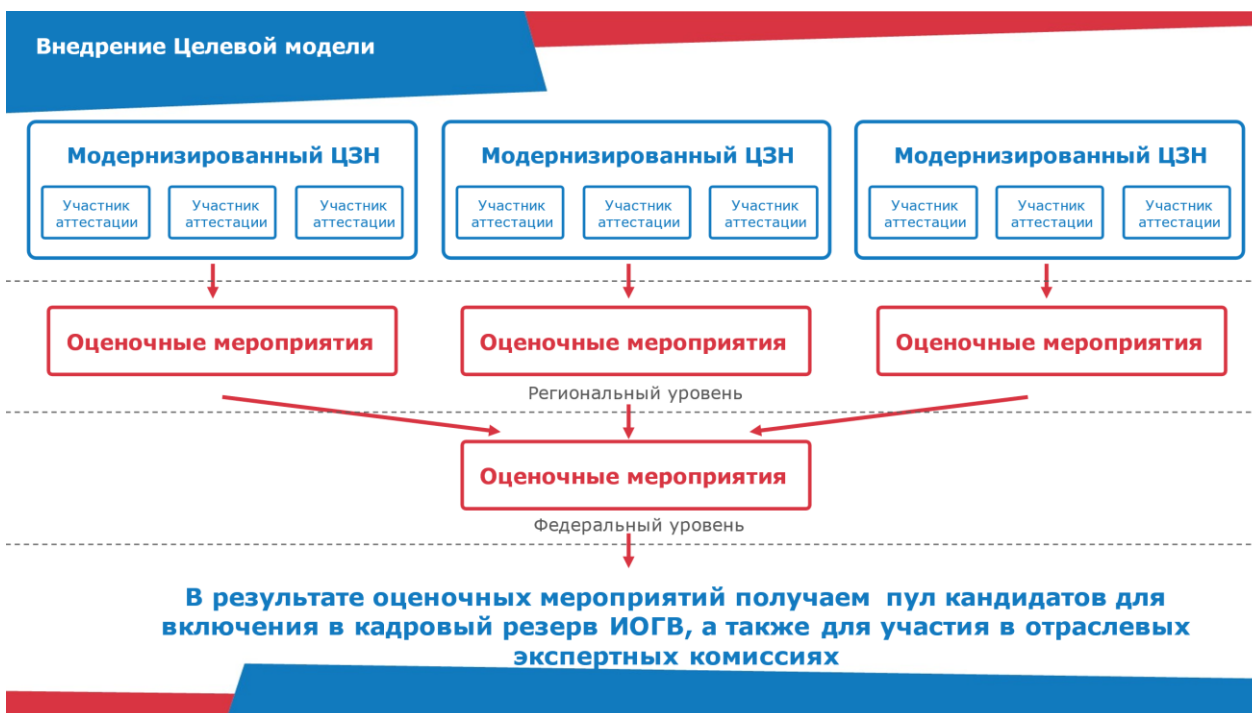 Внедрение Целевой модели
Модернизированный ЦЗН
Участник
аттестации
Участник
аттестации
Участник
аттестации
Модернизированный ЦЗН
Участник
аттестации
Участник
аттестации
Участник
аттестации
Модернизированный ЦЗН
Участник
аттестации
Участник
аттестации
Участник
аттестации
Оценочные мероприятия
Оценочные мероприятия
Оценочные мероприятия
Региональный уровень
Оценочные мероприятия
Федеральный уровень
В результате оценочных мероприятий получаем пул кандидатов для
включения в кадровый резерв ИОГВ, а также для участия в отраслевых
экспертных комиссиях